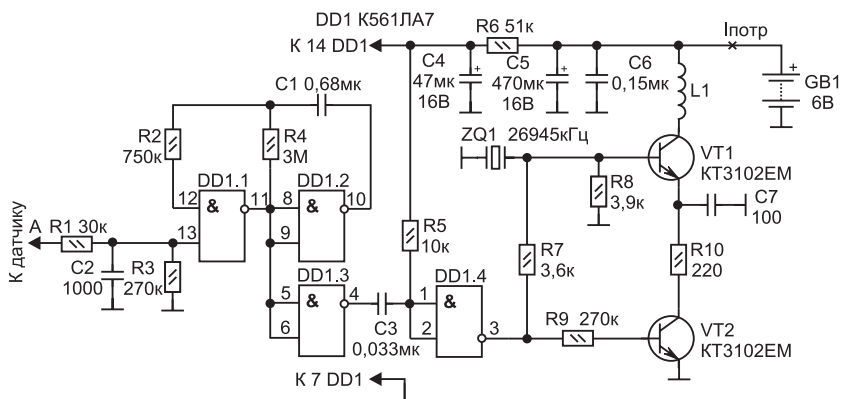 DD1 К561ЛА7
К 14 DD1
R6 51к
Iпотр
C4
47мк
16В
C5
470мк
16В
C6
0,15мк
L1
+
GB1
6В
+
+
C1 0,68мк
R2
750к
R4
3М
ZQ1 26945кГц
VT1
КТ3102ЕМ
DD1.1
DD1.2
12
&
11
8
&
10
13
9
R8
3,9к
C7
100
К датчику
А
R1 30к
R5
10к
C2
1000
R3
270к
R7
3,6к
R10
220
DD1.3
DD1.4
5
&
4
6
C3
0,033мк
1
&
2
3
R9 270к
VT2
КТ3102ЕМ
К 7 DD1